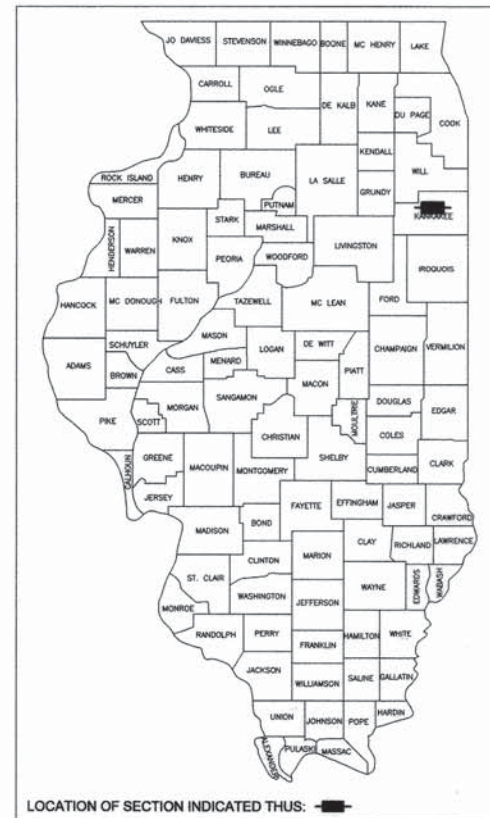 JO DAVIESS STEVENSON WINNEBAGO BOONE MC HENRY LAKE
CARROLL OGLE DE KALB KANE DU PAGE COOK
WHITESIDE LEE KENDALL WILL
ROCK ISLAND HENRY BUREAU LA SALLE GRUNDY
MERCER STARK PUTNAM KANKAKEE
HENDERSON WARREN KNOX MARSHALL LIVINGSTON IROQUOIS
PEORIA WOODFORD
HANCOCK MC DONOUGH FULTON TAZEWELL MC LEAN FORD
SCHUYLER MASON LOGAN DE WITT CHAMPAIGN VERMILION
ADAMS BROWN CASS MENARD MACON PIATT
PIKE SCOTT MORGAN SANGAMON MOULTRIE DOUGLAS EDGAR
CHRISTIAN COLES
CALHOUN GREENE MACOUPIN MONTGOMERY SHELBY CUMBERLAND CLARK
JERSEY FAYETTE EFFINGHAM JASPER CRAWFORD
MADISON BOND CLAY RICHLAND LAWRENCE
CLINTON MARION
ST. CLAIR WASHINGTON JEFFERSON WAYNE EDWARDS WABASH
MONROE
RANDOLPH PERRY FRANKLIN HAMILTON WHITE
JACKSON WILLIAMSON SALINE GALLATIN
UNION JOHNSON POPE HARDIN
ALEXANDER PULASKI MASSAC
LOCATION OF SECTION INDICATED THUS: